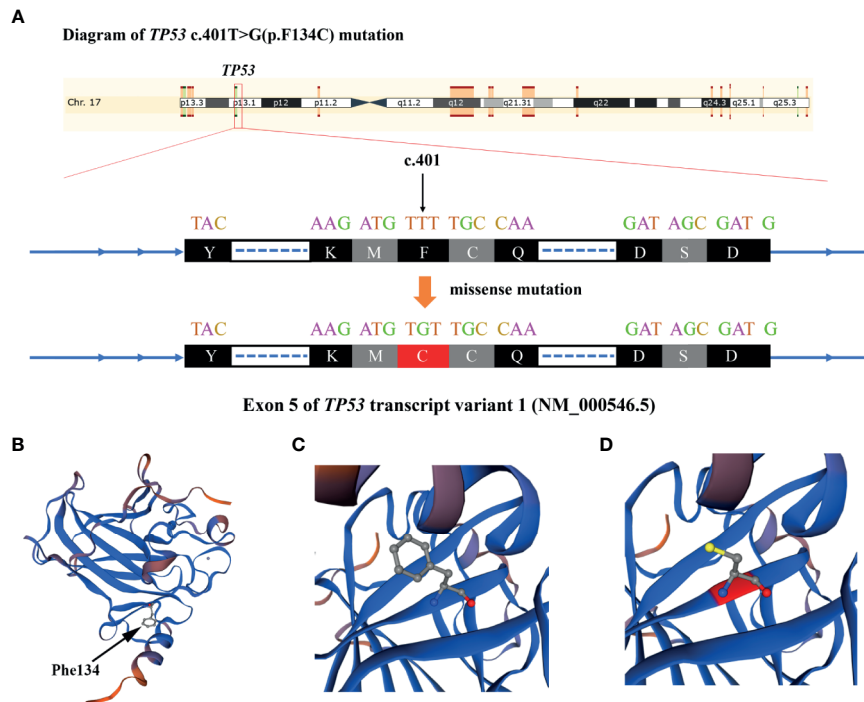 A
Diagram of TP53 c.401T>G(p.F134C) mutation
TP53
Chr. 17
p13.3 p13.1 p12 p11.2 q11.2 q12 q21.31 q22 q24.3 q25.1 q25.3
c.401
TAC AAG ATG TTT TGC CAA GAT AGC GAT G
Y K M F C Q D S D
missense mutation
TAC AAG ATG TGT TGC CAA GAT AGC GAT G
Y K M C C Q D S D
Exon 5 of TP53 transcript variant 1 (NM_000546.5)
B C D
Phe134